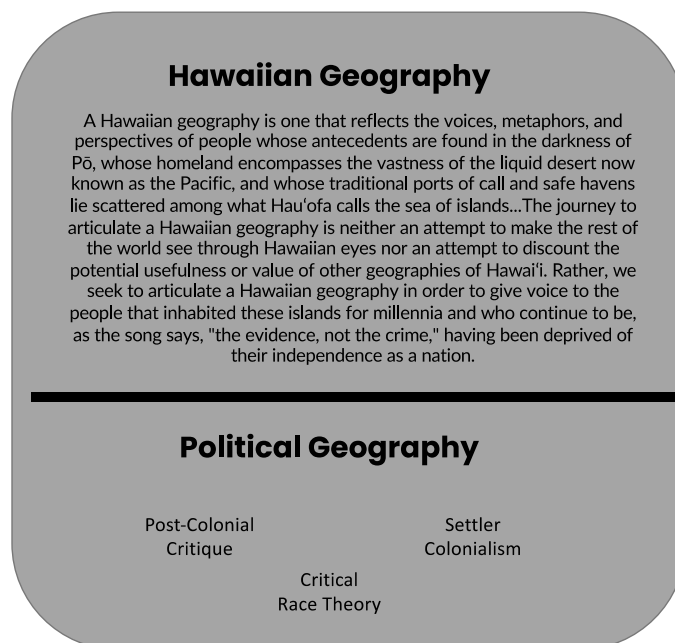 Hawaiian Geography
A Hawaiian geography is one that reflects the voices, metaphors, and
perspectives of people whose antecedents are found in the darkness of
Pō, whose homeland encompasses the vastness of the liquid desert now
known as the Pacific, and whose traditional ports of call and safe havens
lie scattered among what Hauʻofa calls the sea of islands...The journey to
articulate a Hawaiian geography is neither an attempt to make the rest of
the world see through Hawaiian eyes nor an attempt to discount the
potential usefulness or value of other geographies of Hawaiʻi. Rather, we
seek to articulate a Hawaiian geography in order to give voice to the
people that inhabited these islands for millennia and who continue to be,
as the song says, "the evidence, not the crime," having been deprived of
their independence as a nation.
Political Geography
Post-Colonial
Critique
Settler
Colonialism
Critical
Race Theory